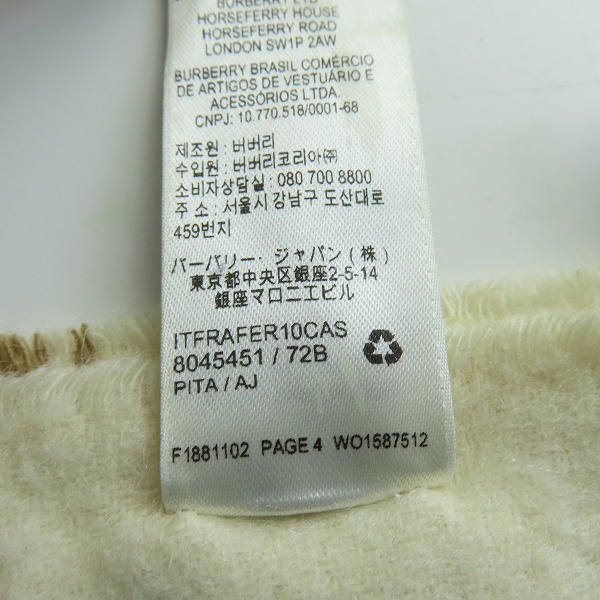 BURBERRY LTD
HORSEFERRY HOUSE
HORSEFERRY ROAD
LONDON SW1P 2AW
BURBERRY BRASIL COMÉRCIO
DE ARTIGOS DE VESTUÁRIO E
ACESSÓRIOS LTDA.
CNPJ: 10.770.518/0001-68
제조원 : 버버리
수입원 : 버버리코리아㈜
소비자상담실 : 080 700 8800
주 소 : 서울시 강남구 도산대로
459번지
バーバリー・ジャパン(株)
東京都中央区銀座2-5-14
銀座マロニエビル
ITFRAFER10CAS
8045451 / 72B
PITA / AJ
F1881102 PAGE 4 WO1587512